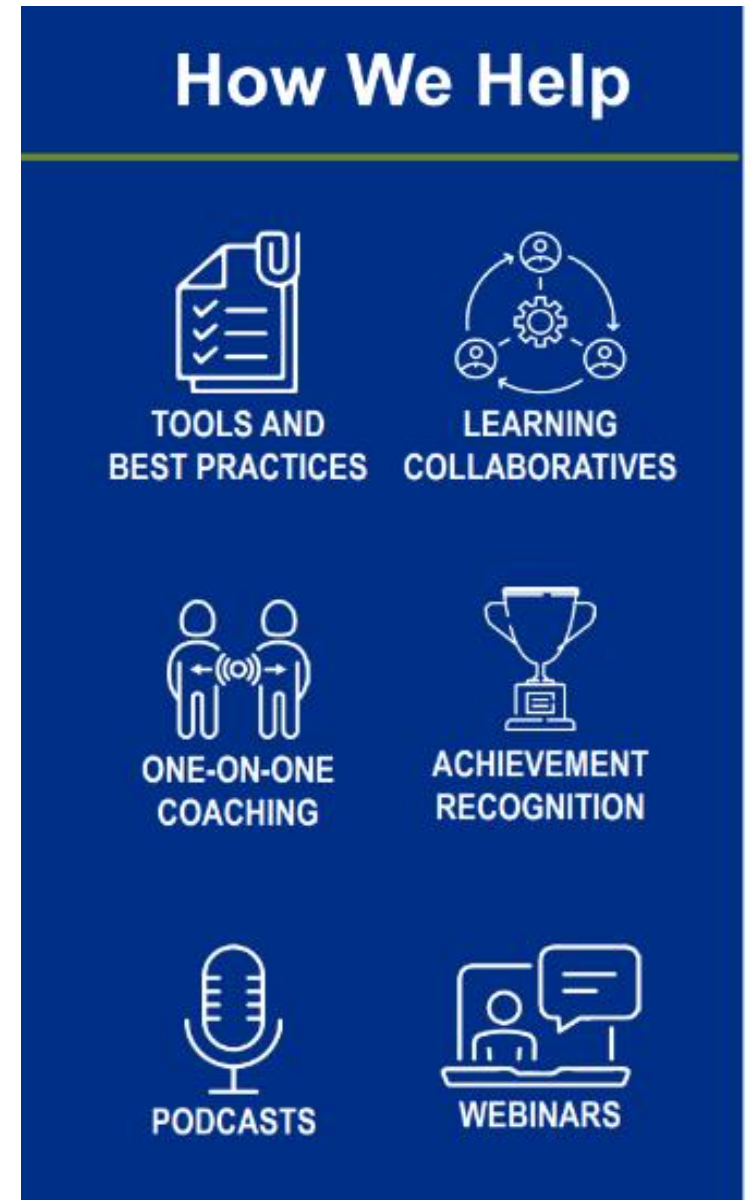 How We Help
TOOLS AND
BEST PRACTICES
LEARNING
COLLABORATIVES
ONE-ON-ONE
COACHING
ACHIEVEMENT
RECOGNITION
PODCASTS
WEBINARS